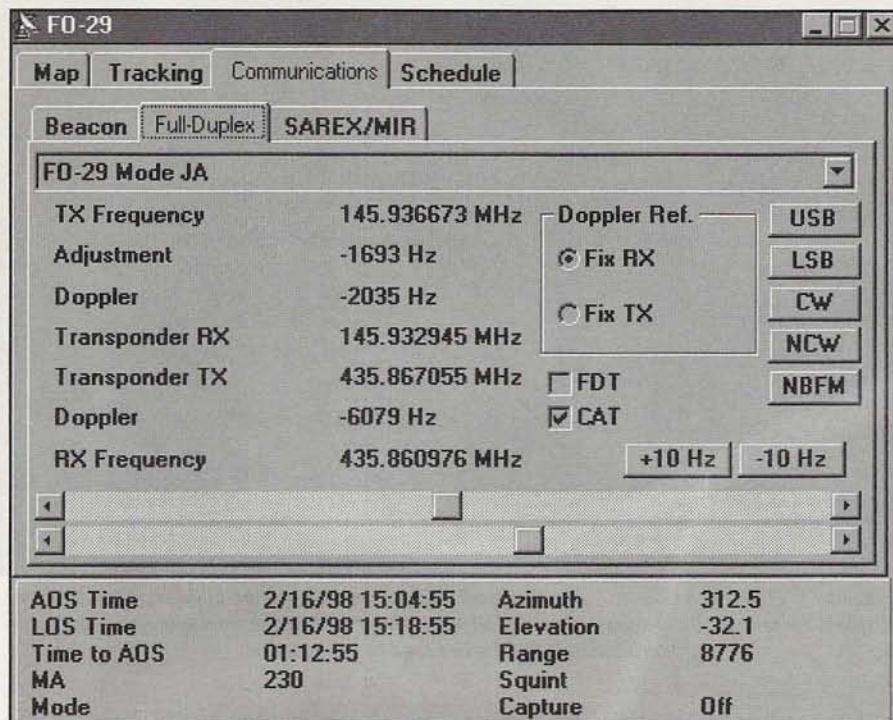 FO-29
Map Tracking Communications Schedule
Beacon Full-Duplex SAREX/MIR
FO-29 Mode JA
TX Frequency 145.936673 MHz Doppler Ref. USB
Adjustment -1693 Hz Fix RX LSB
Doppler -2035 Hz Fix TX CW
Transponder RX 145.932945 MHz NCW
Transponder TX 435.867055 MHz FDT NBFM
Doppler -6079 Hz CAT
RX Frequency 435.860976 MHz +10 Hz -10 Hz
AOS Time 2/16/98 15:04:55 Azimuth 312.5
LOS Time 2/16/98 15:18:55 Elevation -32.1
Time to AOS 01:12:55 Range 8776
MA 230 Squint
Mode Capture Off